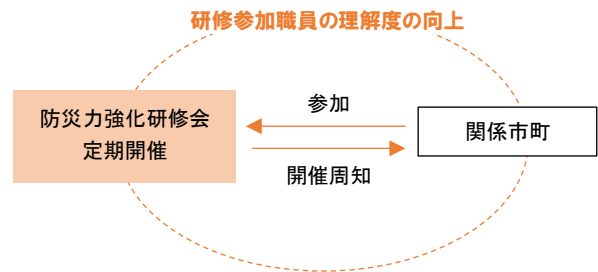 研修参加職員の理解度の向上
防災力強化研修会
定期開催
参加
開催周知
関係市町